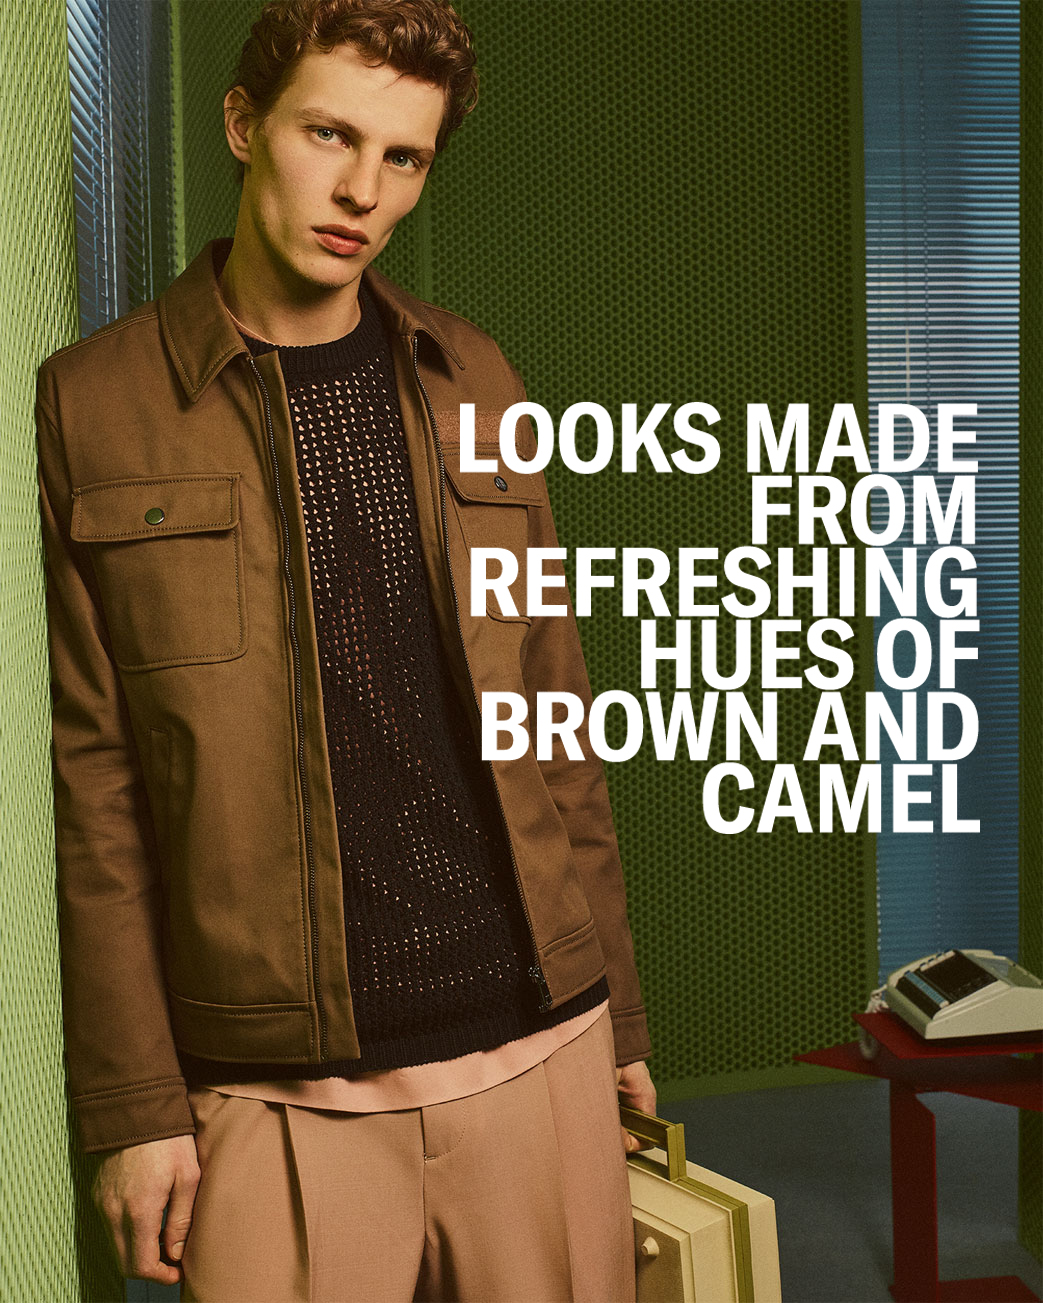 LOOKS MADE
FROM
REFRESHING
HUES OF
BROWN AND
CAMEL